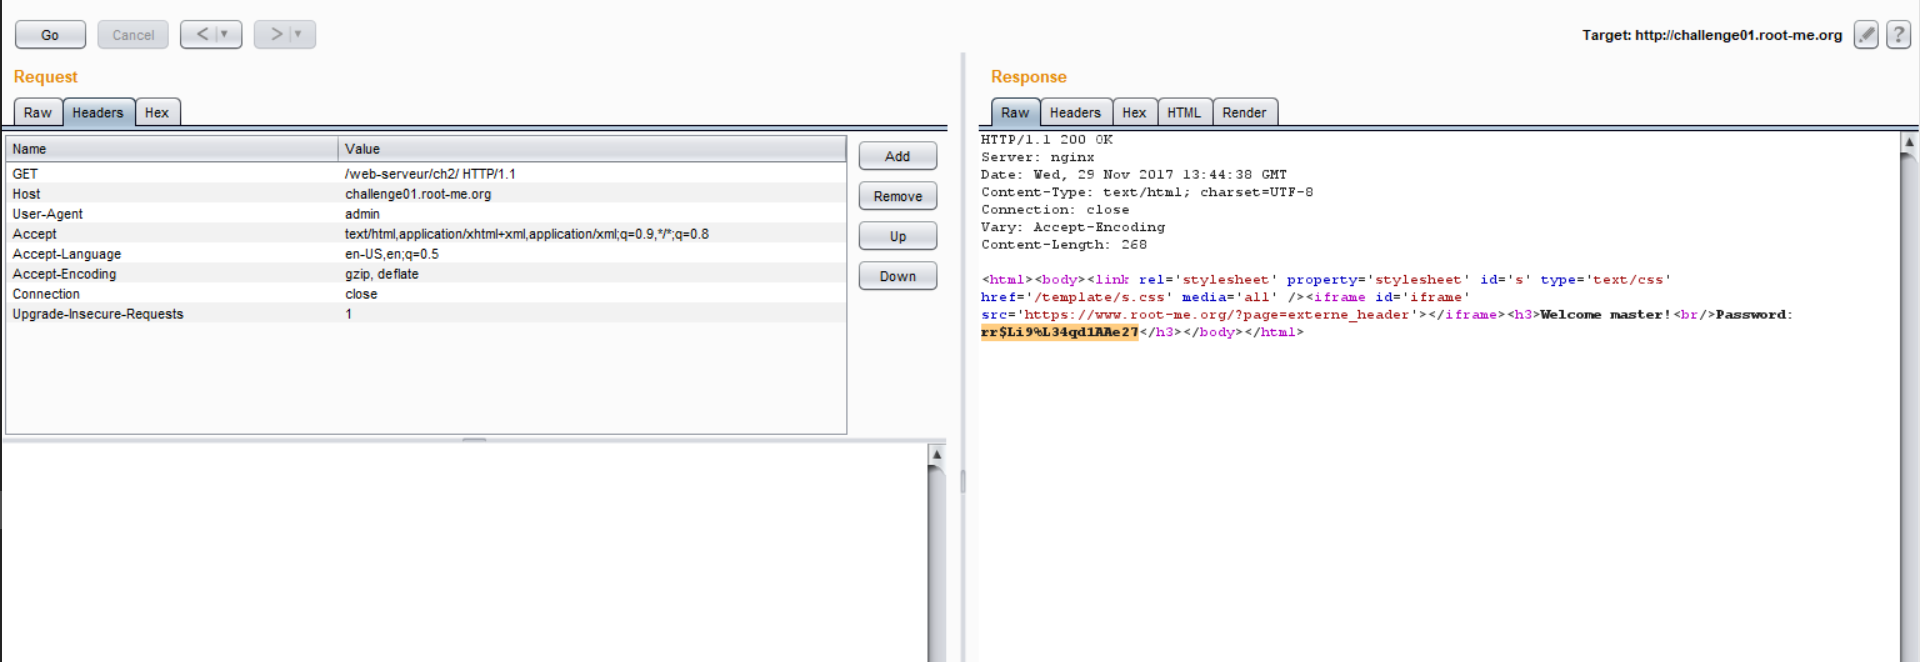 Go Cancel < > Target: http://challenge01.root-me.org ?
Request
Raw Headers Hex
Name Value
GET /web-serveur/ch2/ HTTP/1.1
Host challenge01.root-me.org
User-Agent admin
Accept text/html,application/xhtml+xml,application/xml;q=0.9,*/*;q=0.8
Accept-Language en-US,en;q=0.5
Accept-Encoding gzip, deflate
Connection close
Upgrade-Insecure-Requests 1
Add
Remove
Up
Down
Response
Raw Headers Hex HTML Render
HTTP/1.1 200 OK
Server: nginx
Date: Wed, 29 Nov 2017 13:44:38 GMT
Content-Type: text/html; charset=UTF-8
Connection: close
Vary: Accept-Encoding
Content-Length: 268
<html><body><link rel='stylesheet' property='stylesheet' id='s' type='text/css'
href='/template/s.css' media='all' /><iframe id='iframe'
src='https://www.root-me.org/?page=externe_header'></iframe><h3>Welcome master!<br/>Password:
rr$Li9%L34qd1AAe27</h3></body></html>